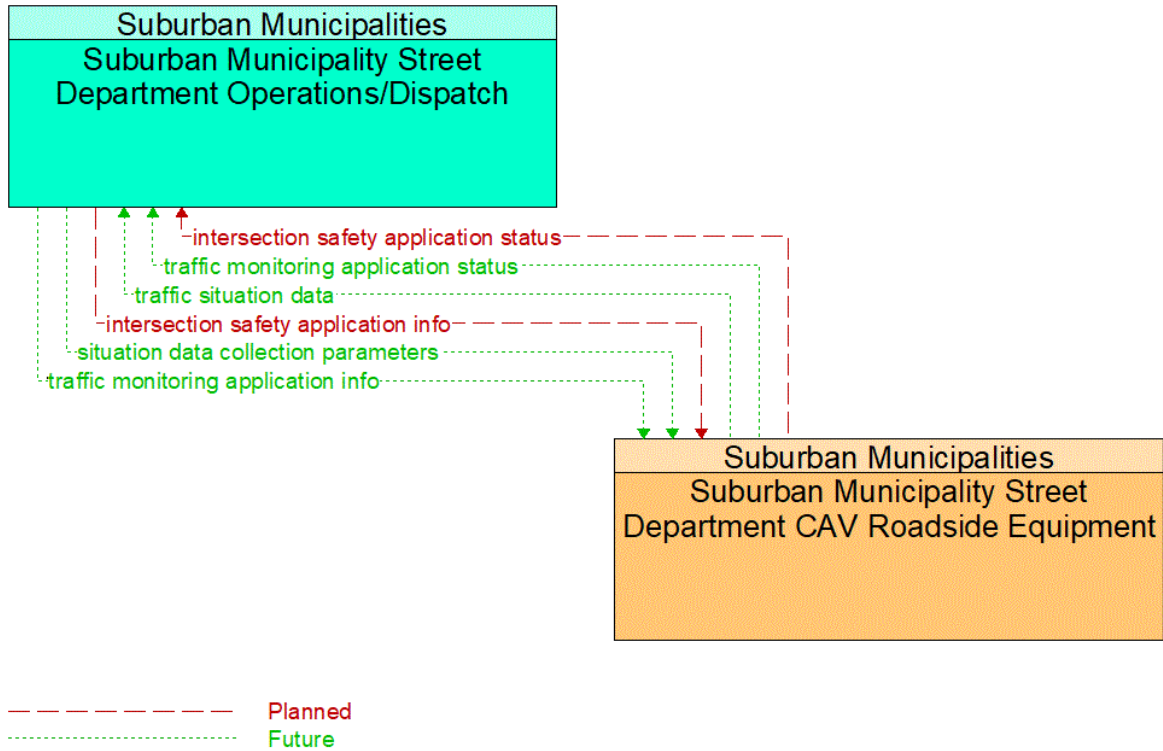 Suburban Municipalities
Suburban Municipality Street
Department Operations/Dispatch
intersection safety application status
traffic monitoring application status
traffic situation data
intersection safety application info
situation data collection parameters
traffic monitoring application info
Suburban Municipalities
Suburban Municipality Street
Department CAV Roadside Equipment
Planned
Future